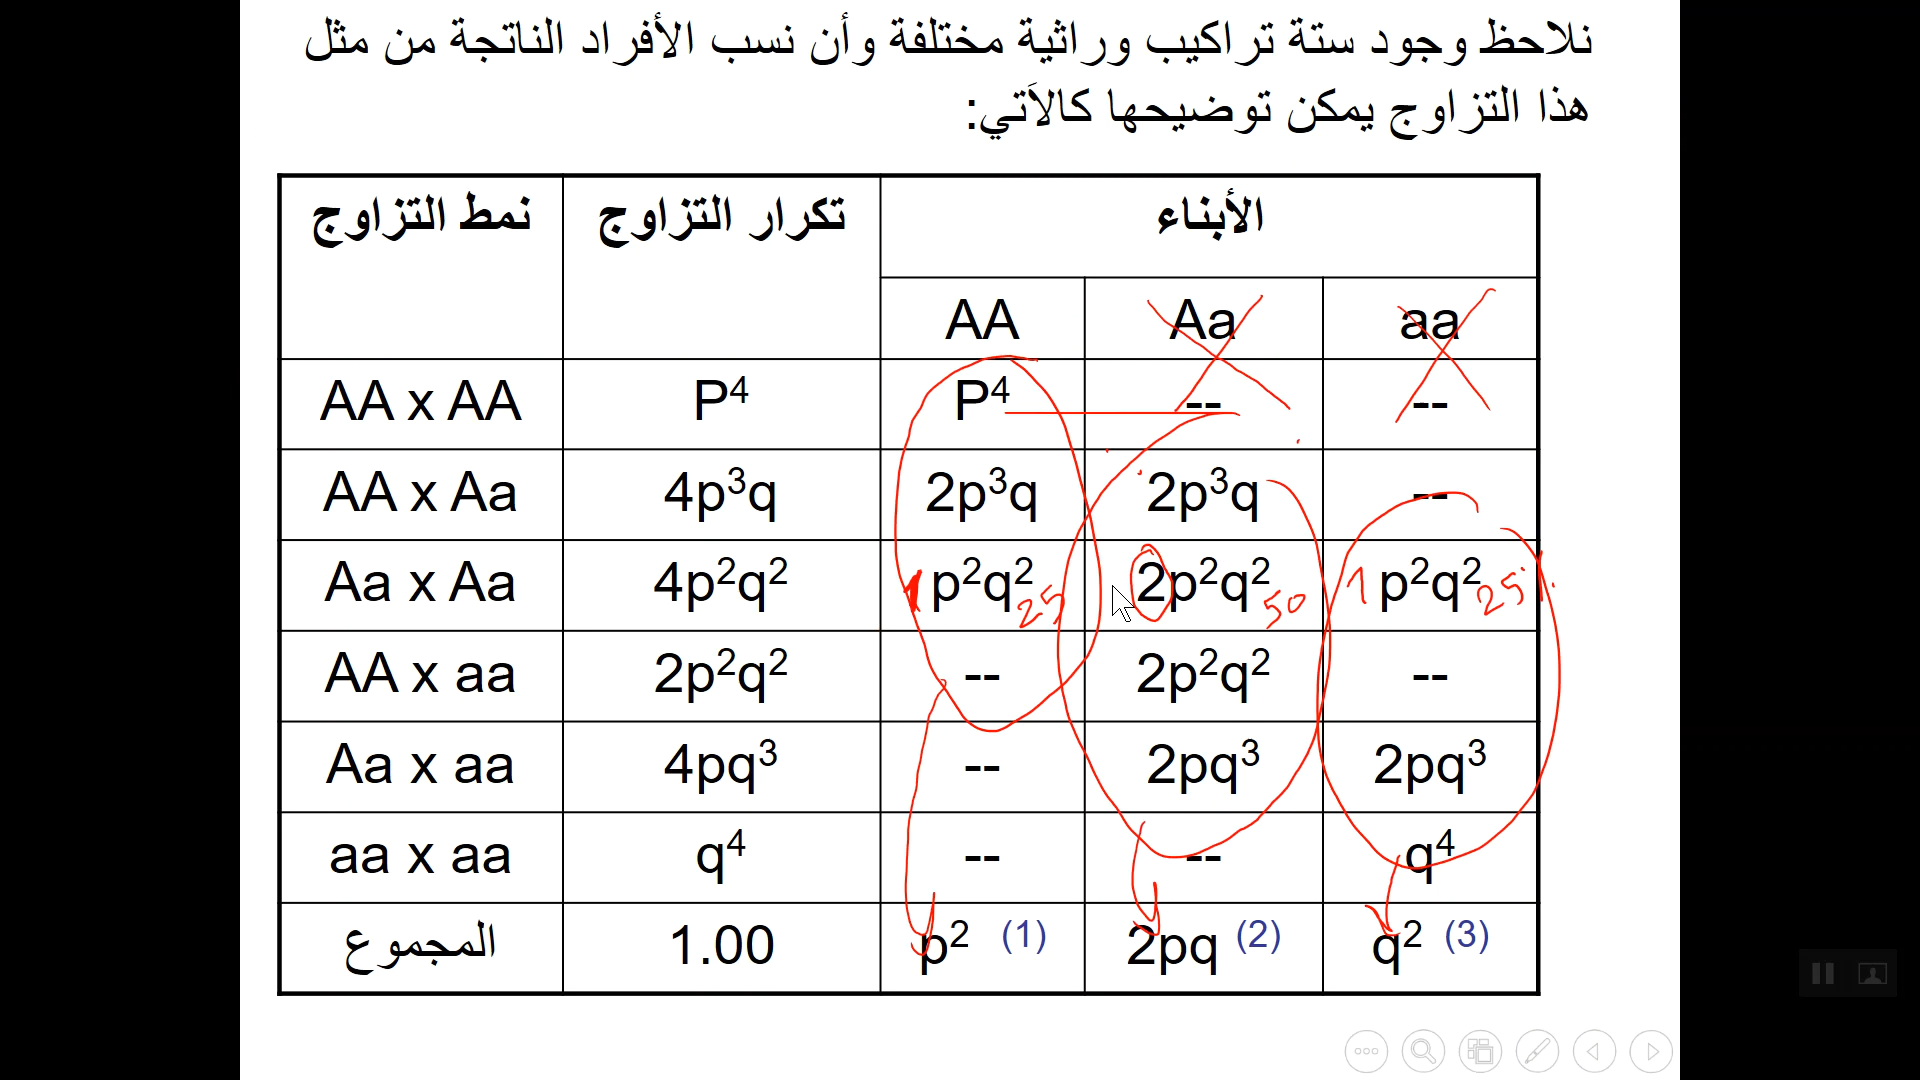 نلاحظ وجود ستة تراكيب وراثية مختلفة وأن نسب الأفراد الناتجة من مثل
هذا التزاوج يمكن توضيحها كالآتي:
نمط التزاوج تكرار التزاوج الأبناء
AA Aa aa
AA x AA P⁴ P⁴ -- --
AA x Aa 4p³q 2p³q 2p³q --
Aa x Aa 4p²q² 1 p²q² 25 2p²q² 50 1 p²q² 25%
AA x aa 2p²q² -- 2p²q² --
Aa x aa 4pq³ -- 2pq³ 2pq³
aa x aa q⁴ -- -- q⁴
المجموع 1.00 p² (1) 2pq (2) q² (3)